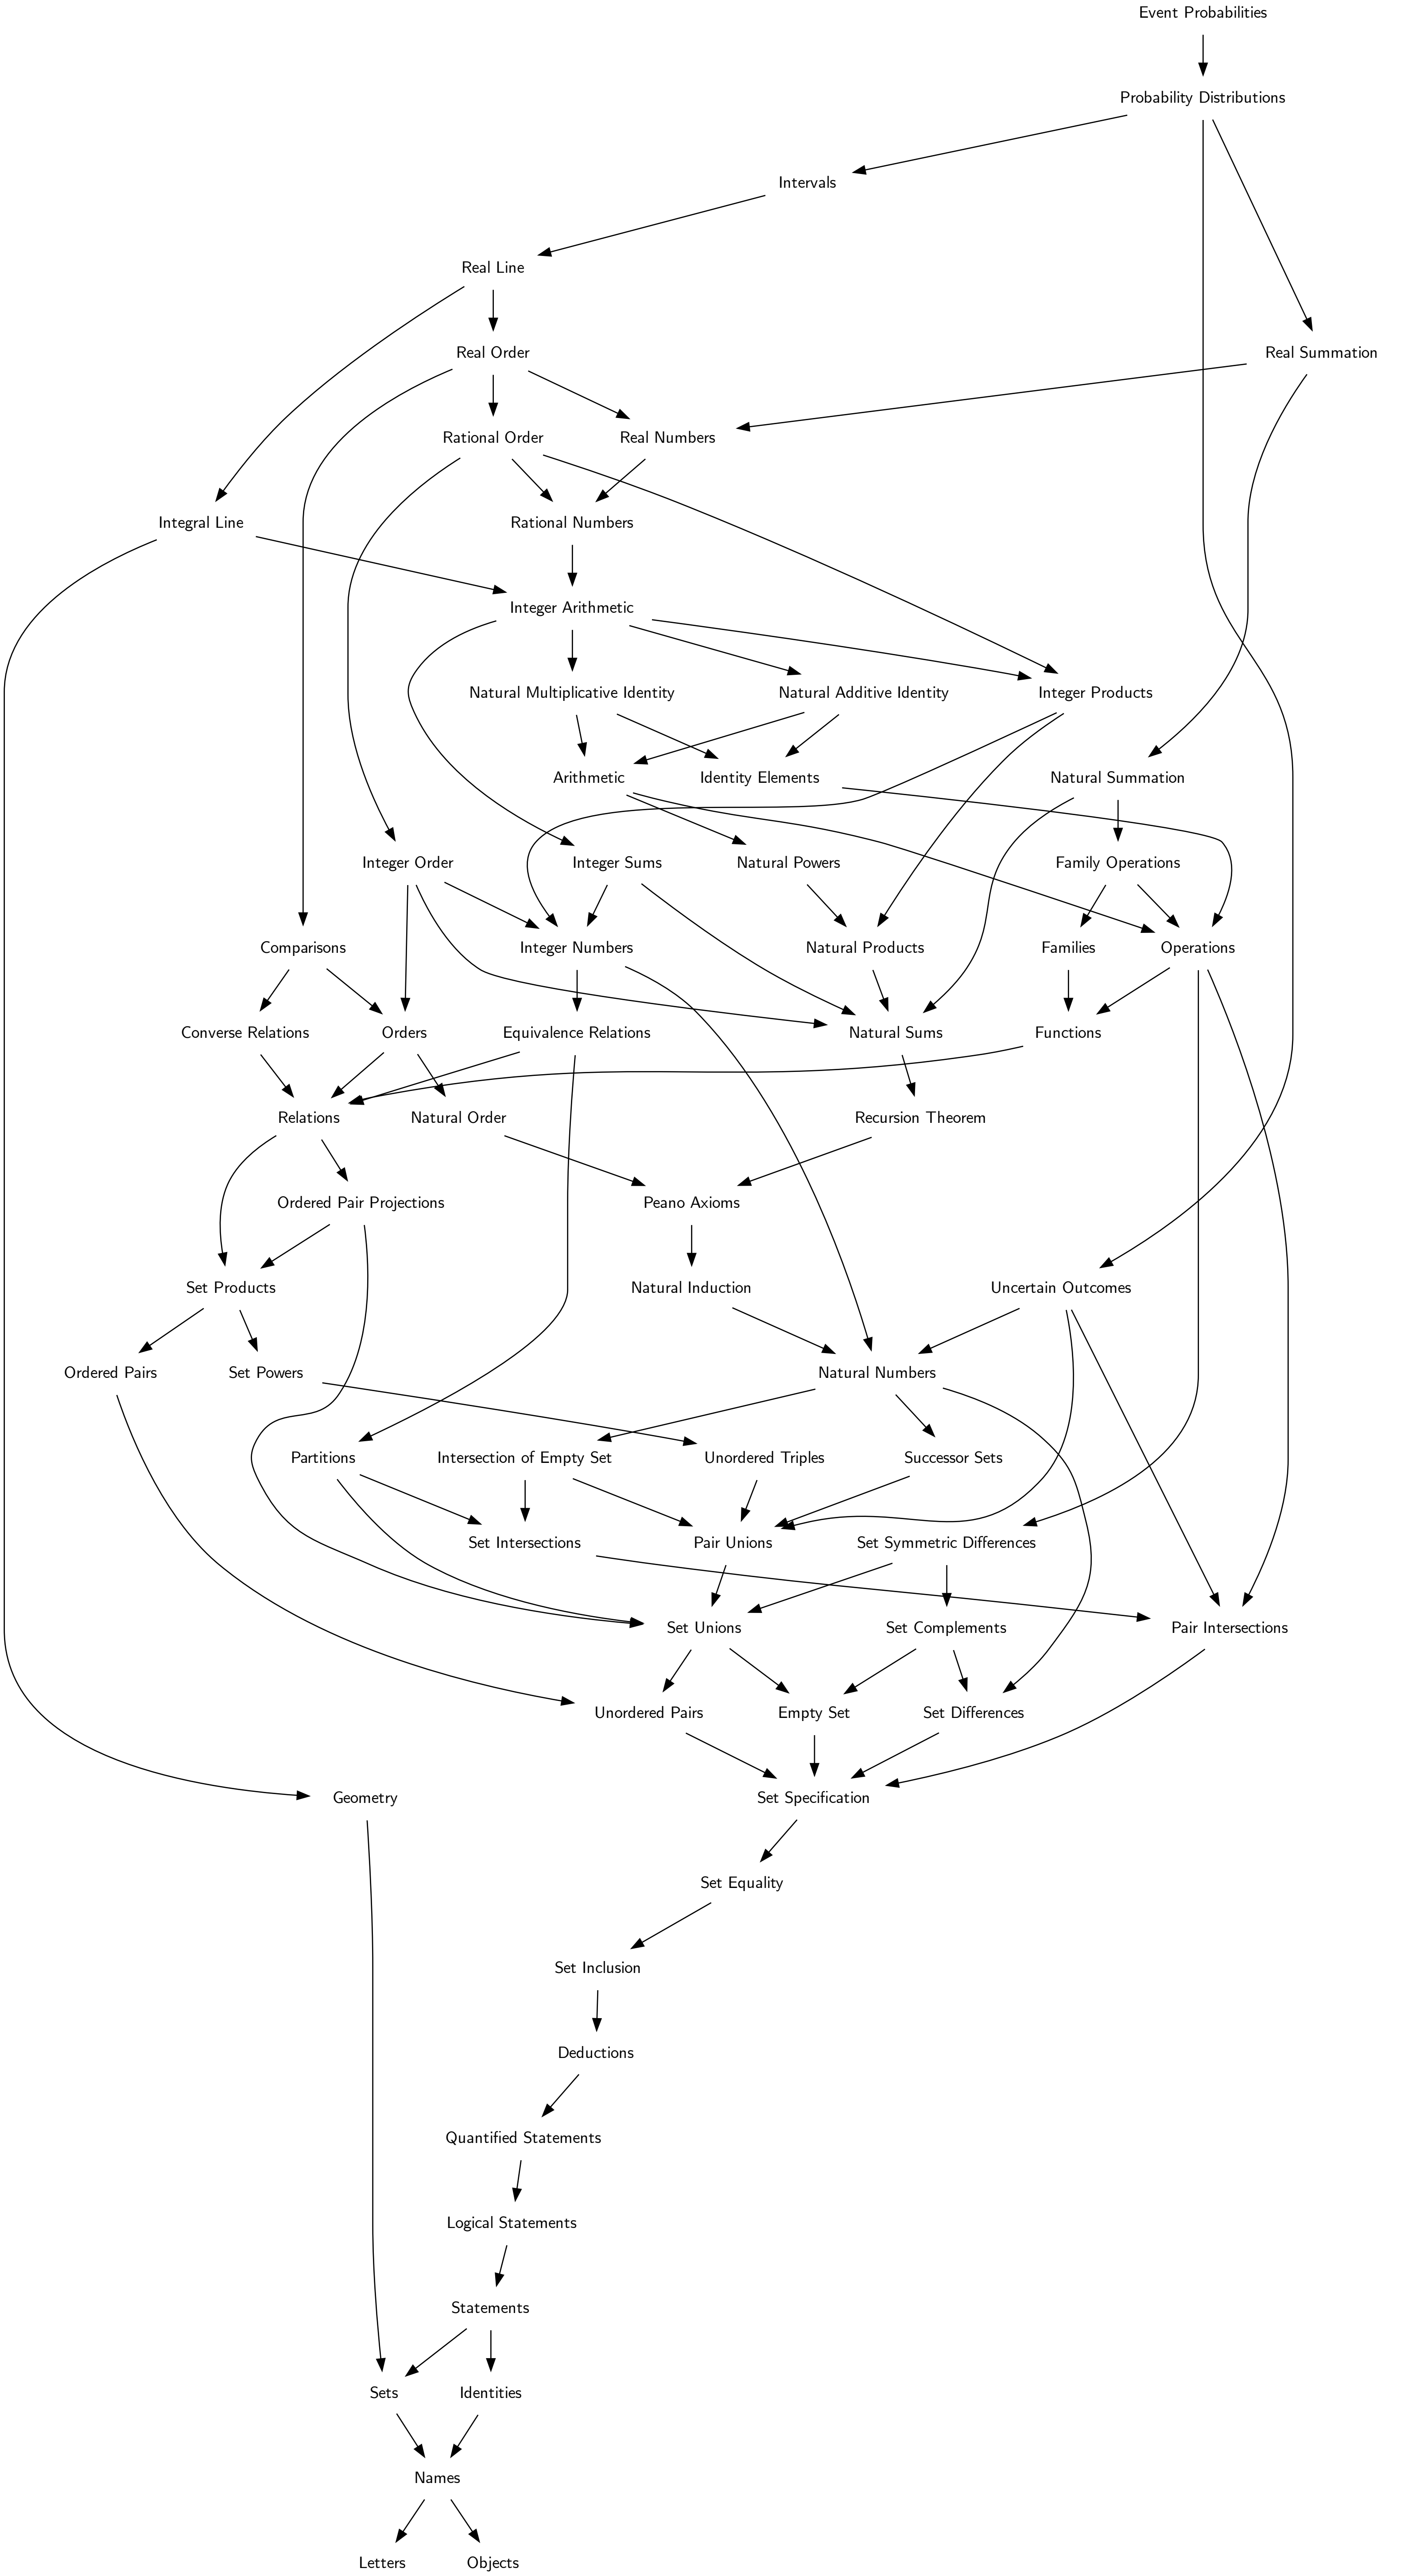 Event Probabilities
Probability Distributions
Intervals
Real Line
Real Order
Real Summation
Rational Order
Real Numbers
Integral Line
Rational Numbers
Integer Arithmetic
Natural Multiplicative Identity
Natural Additive Identity
Integer Products
Arithmetic
Identity Elements
Natural Summation
Integer Order
Integer Sums
Natural Powers
Family Operations
Comparisons
Integer Numbers
Natural Products
Families
Operations
Converse Relations
Orders
Equivalence Relations
Natural Sums
Functions
Relations
Natural Order
Recursion Theorem
Ordered Pair Projections
Peano Axioms
Set Products
Natural Induction
Uncertain Outcomes
Ordered Pairs
Set Powers
Natural Numbers
Partitions
Intersection of Empty Set
Unordered Triples
Successor Sets
Set Intersections
Pair Unions
Set Symmetric Differences
Set Unions
Set Complements
Pair Intersections
Unordered Pairs
Empty Set
Set Differences
Geometry
Set Specification
Set Equality
Set Inclusion
Deductions
Quantified Statements
Logical Statements
Statements
Sets
Identities
Names
Letters
Objects